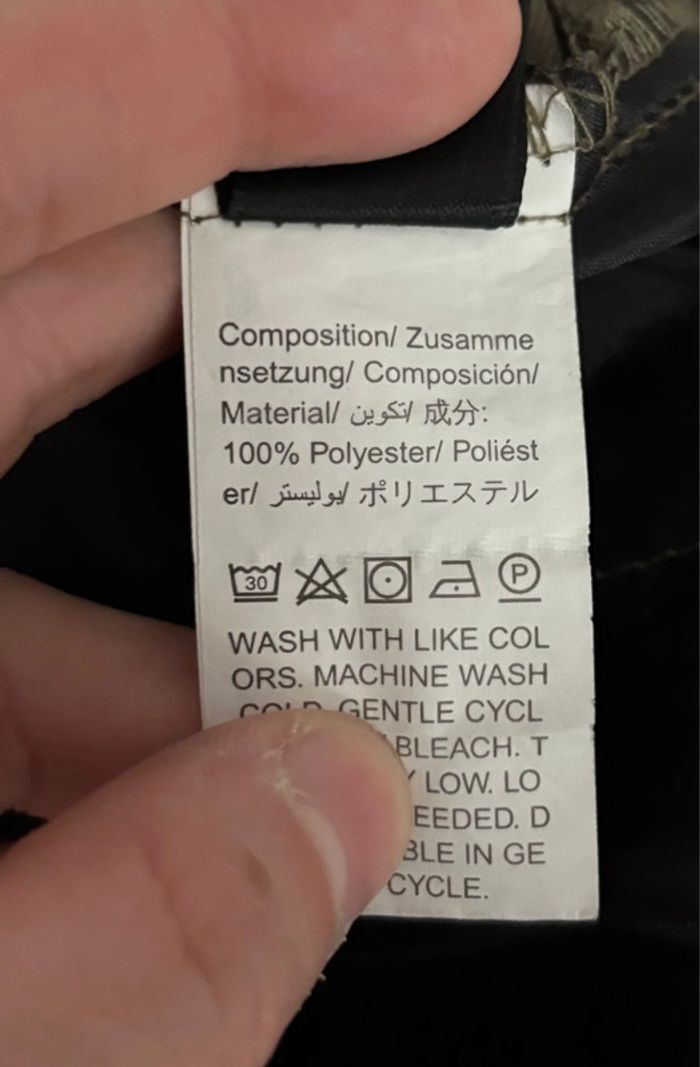 Composition/ Zusamme
nsetzung/ Composición/
Material/ تكوين/ 成分:
100% Polyester/ Poliést
er/ بوليستر/ ポリエステル
30 P
WASH WITH LIKE COL
ORS. MACHINE WASH
COLD GENTLE CYCL
BLEACH. T
LOW. LO
EEDED. D
BLE IN GE
CYCLE.